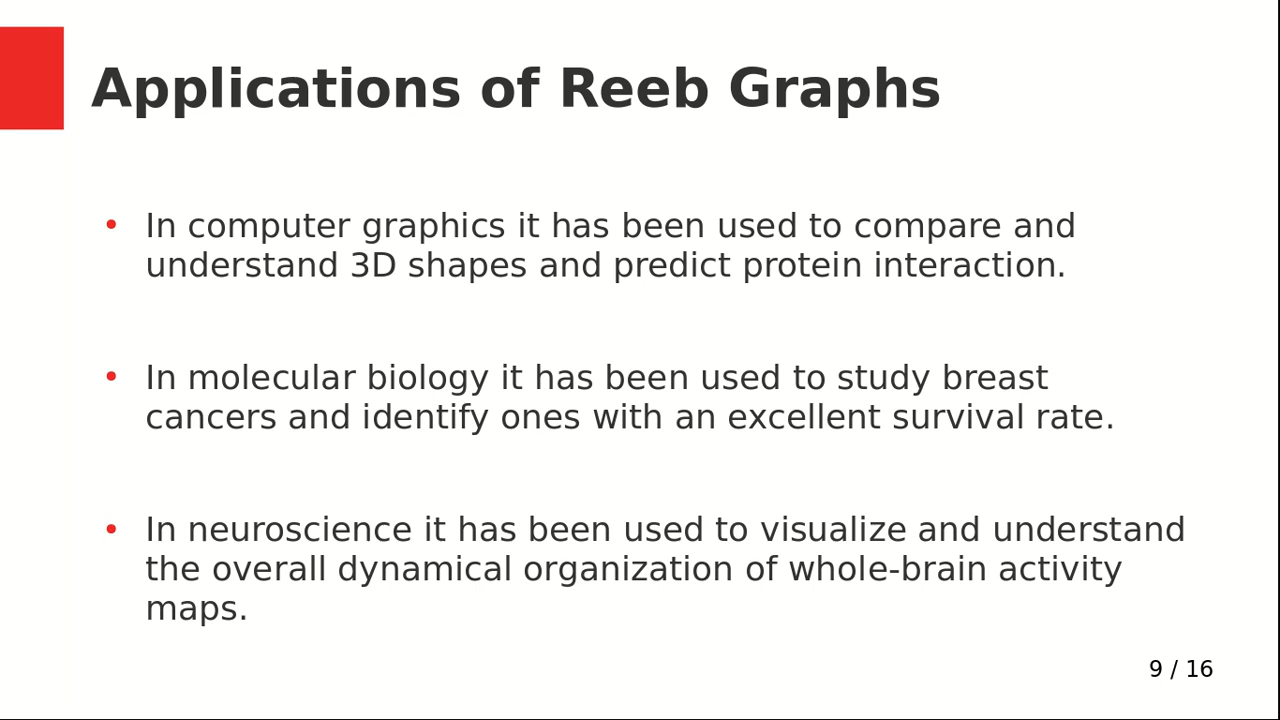 Applications of Reeb Graphs
• In computer graphics it has been used to compare and
understand 3D shapes and predict protein interaction.
• In molecular biology it has been used to study breast
cancers and identify ones with an excellent survival rate.
• In neuroscience it has been used to visualize and understand
the overall dynamical organization of whole-brain activity
maps.
9 / 16